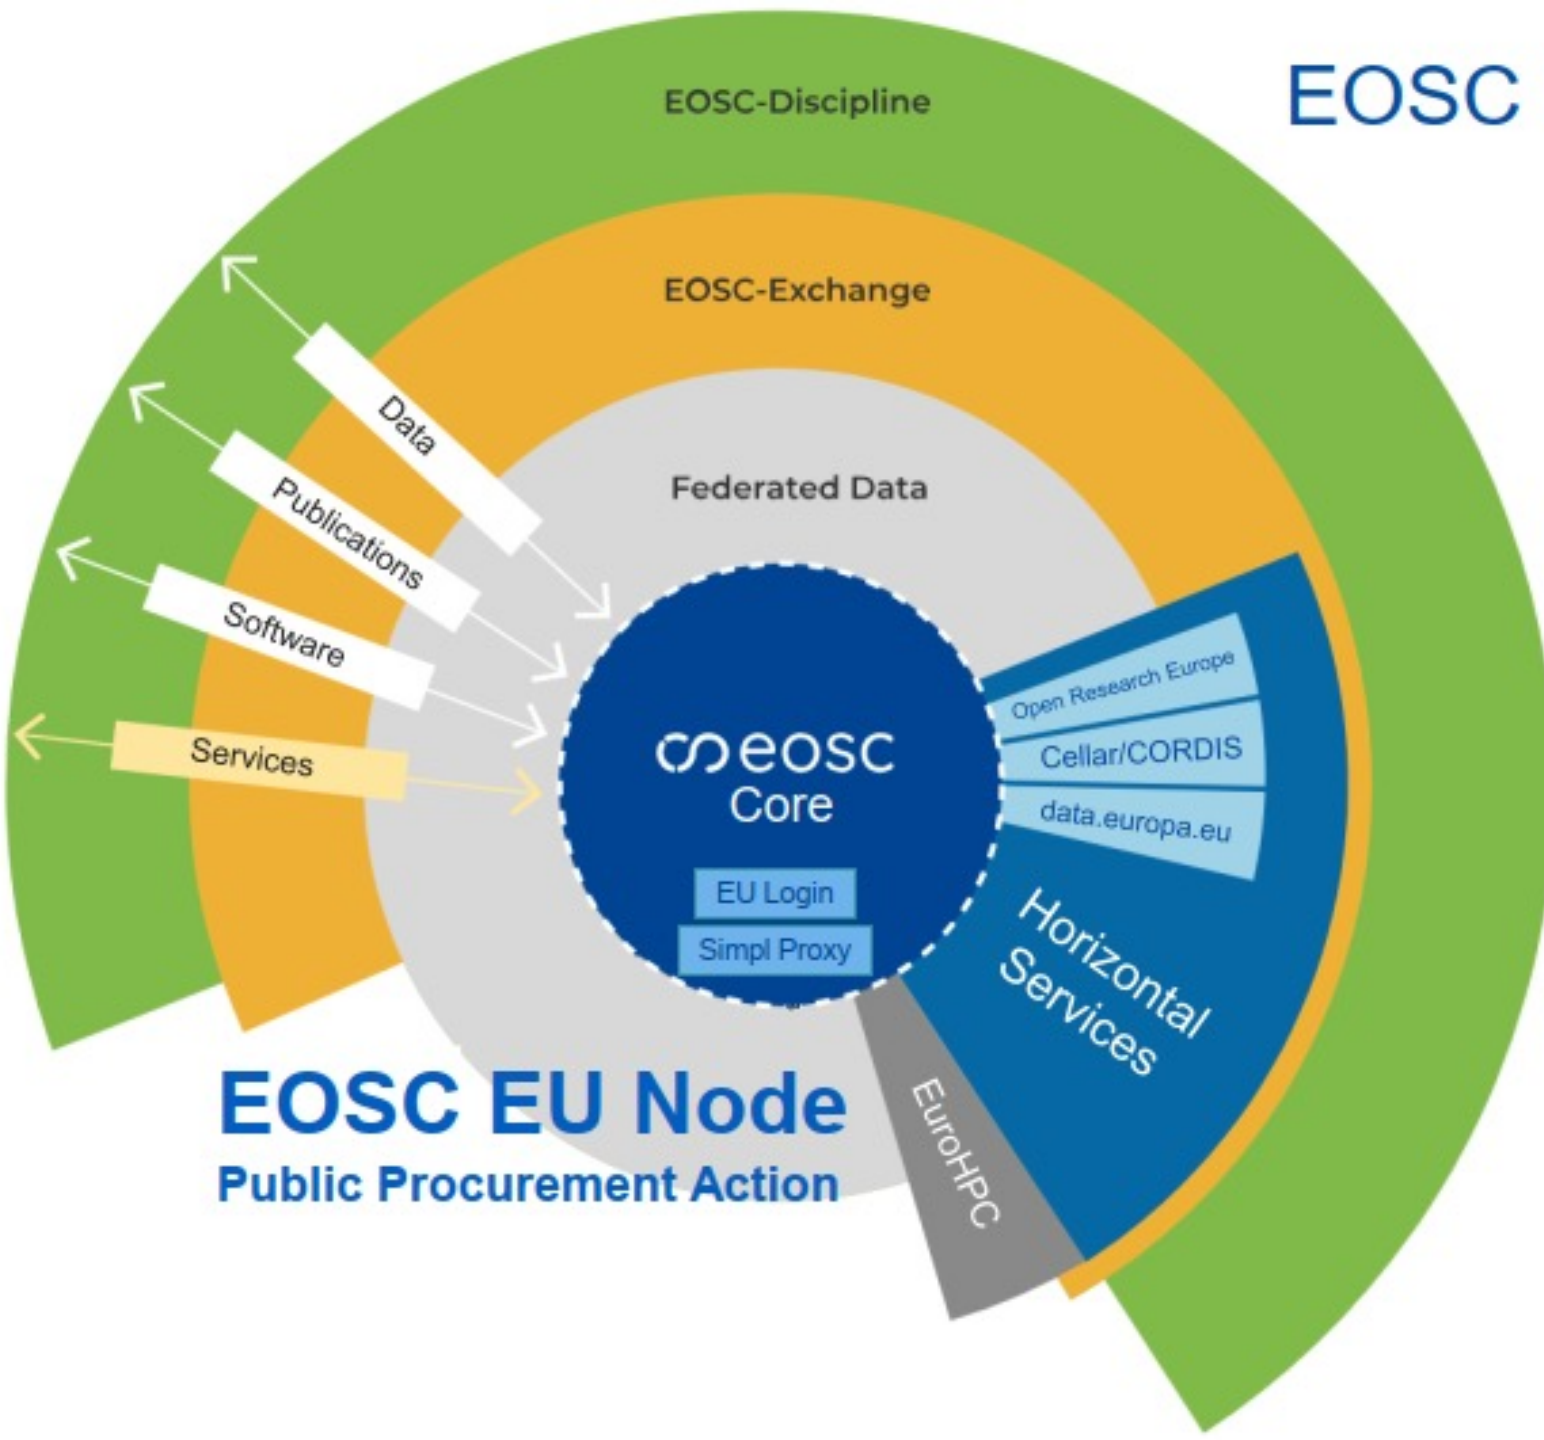 EOSC
EOSC-Discipline
EOSC-Exchange
Federated Data
Data
Publications
Software
Services
eosc
Core
EU Login
Simpl Proxy
Open Research Europe
Cellar/CORDIS
data.europa.eu
Horizontal
Services
EuroHPC
EOSC EU Node
Public Procurement Action